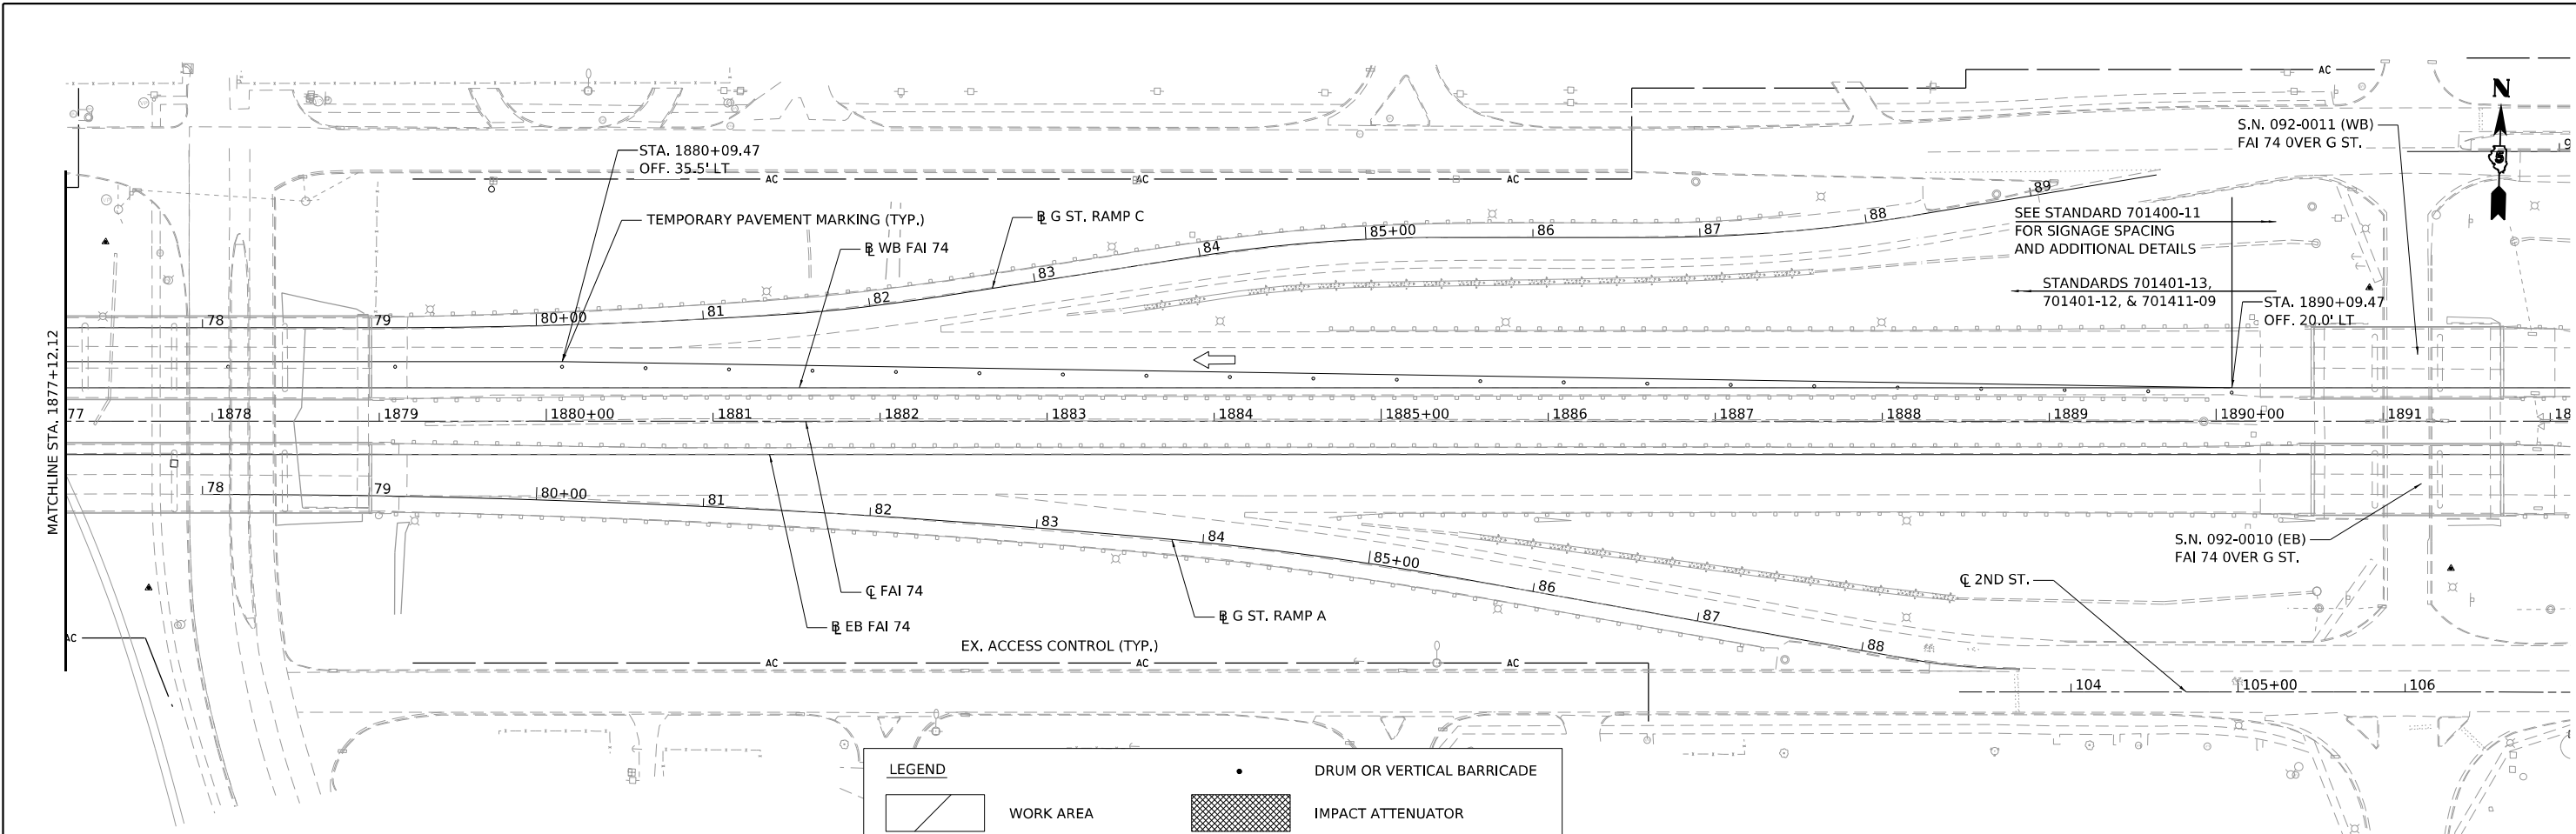 AC
N
5
S.N. 092-0011 (WB)
FAI 74 OVER G ST.
STA. 1880+09.47
OFF. 35.5' LT
AC
AC
AC
TEMPORARY PAVEMENT MARKING (TYP.)
℄ G ST. RAMP C
℄ WB FAI 74
SEE STANDARD 701400-11
FOR SIGNAGE SPACING
AND ADDITIONAL DETAILS
STANDARDS 701401-13,
701401-12, & 701411-09
STA. 1890+09.47
OFF. 20.0' LT
78
79
80+00
81
82
83
84
85+00
86
87
88
89
MATCHLINE STA. 1877+12.12
77
1878
1879
1880+00
1881
1882
1883
1884
1885+00
1886
1887
1888
1889
1890+00
1891
18
78
79
80+00
81
82
83
84
85+00
86
87
88
S.N. 092-0010 (EB)
FAI 74 OVER G ST.
℄ 2ND ST.
℄ FAI 74
℄ EB FAI 74
℄ G ST. RAMP A
AC
EX. ACCESS CONTROL (TYP.)
AC
AC
AC
104
105+00
106
LEGEND
DRUM OR VERTICAL BARRICADE
WORK AREA
IMPACT ATTENUATOR